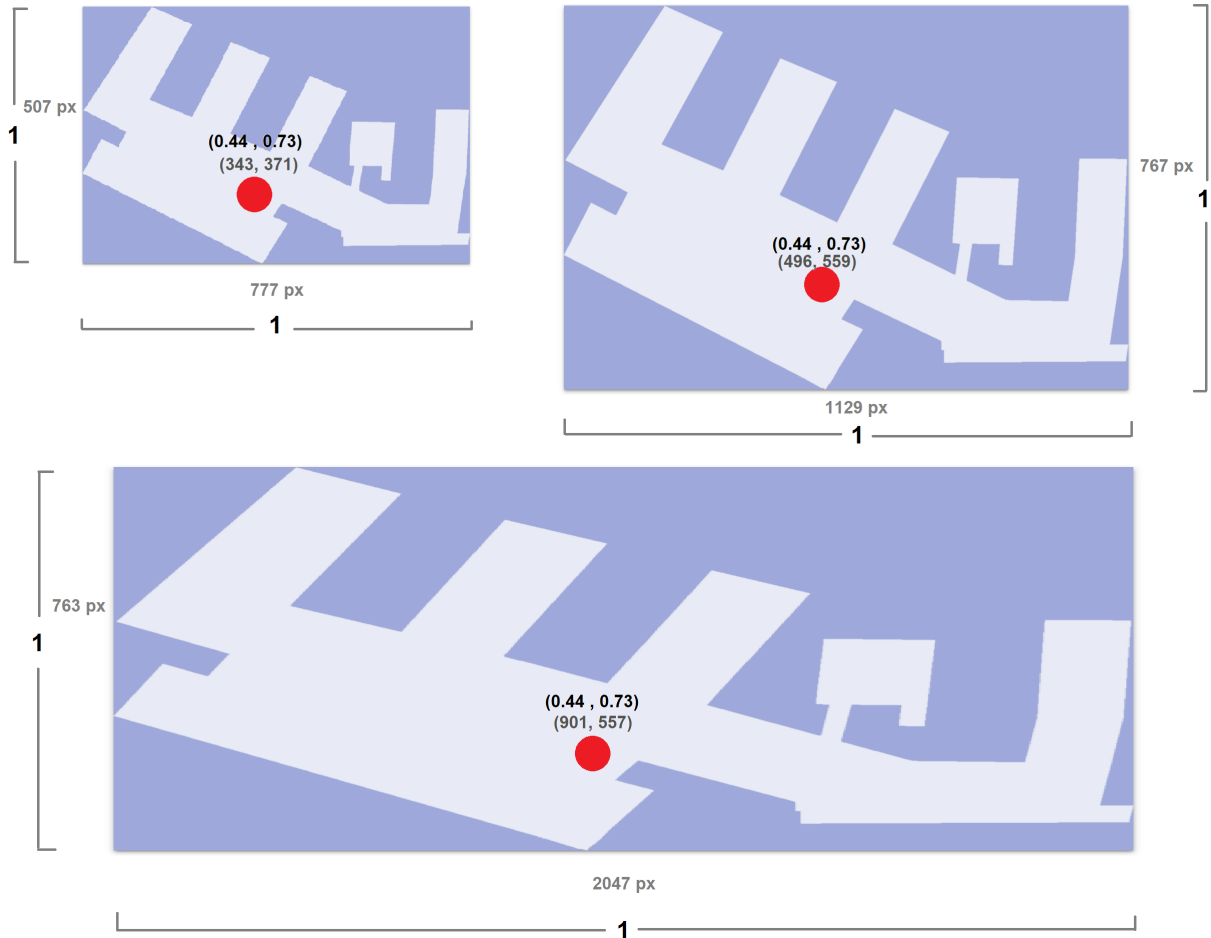 507 px
1
(0.44 , 0.73)
(343, 371)
777 px
1
(0.44 , 0.73)
(496, 559)
767 px
1
1129 px
1
763 px
1
(0.44 , 0.73)
(901, 557)
2047 px
1